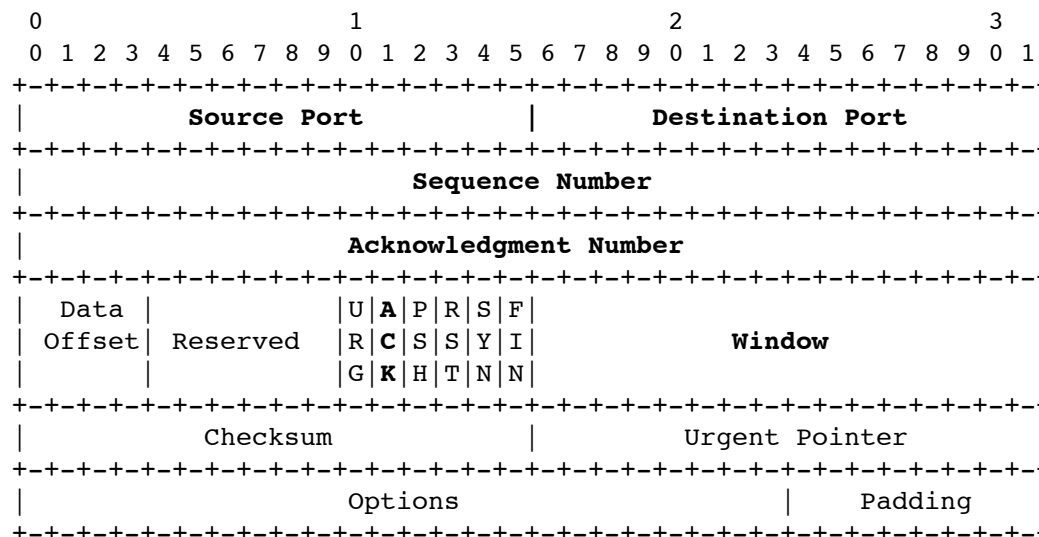 0                   1                   2                   3
0 1 2 3 4 5 6 7 8 9 0 1 2 3 4 5 6 7 8 9 0 1 2 3 4 5 6 7 8 9 0 1
+-+-+-+-+-+-+-+-+-+-+-+-+-+-+-+-+-+-+-+-+-+-+-+-+-+-+-+-+-+-+-+-+
| Source Port | Destination Port
+-+-+-+-+-+-+-+-+-+-+-+-+-+-+-+-+-+-+-+-+-+-+-+-+-+-+-+-+-+-+-+-+
| Sequence Number
+-+-+-+-+-+-+-+-+-+-+-+-+-+-+-+-+-+-+-+-+-+-+-+-+-+-+-+-+-+-+-+-+
| Acknowledgment Number
+-+-+-+-+-+-+-+-+-+-+-+-+-+-+-+-+-+-+-+-+-+-+-+-+-+-+-+-+-+-+-+-+
| Data | |U|A|P|R|S|F|
| Offset| Reserved |R|C|S|S|Y|I| Window
| | |G|K|H|T|N|N|
+-+-+-+-+-+-+-+-+-+-+-+-+-+-+-+-+-+-+-+-+-+-+-+-+-+-+-+-+-+-+-+-+
| Checksum | Urgent Pointer
+-+-+-+-+-+-+-+-+-+-+-+-+-+-+-+-+-+-+-+-+-+-+-+-+-+-+-+-+-+-+-+-+
| Options | Padding
+-+-+-+-+-+-+-+-+-+-+-+-+-+-+-+-+-+-+-+-+-+-+-+-+-+-+-+-+-+-+-+-+